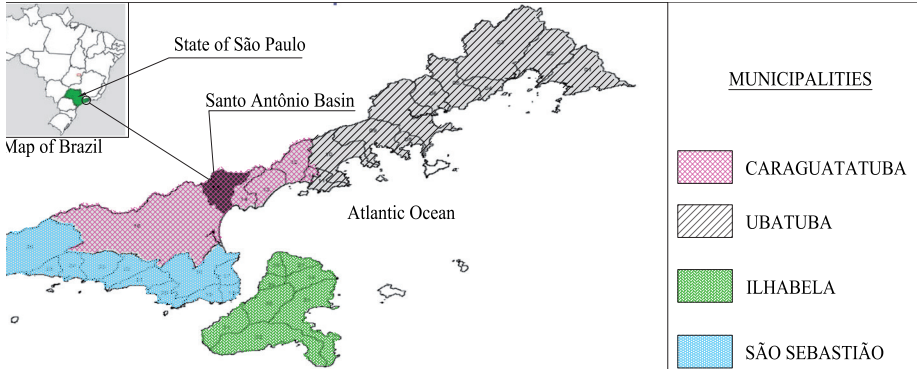 State of São Paulo
Santo Antônio Basin
Map of Brazil
Atlantic Ocean
MUNICIPALITIES
CARAGUATATUBA
UBATUBA
ILHABELA
SÃO SEBASTIÃO